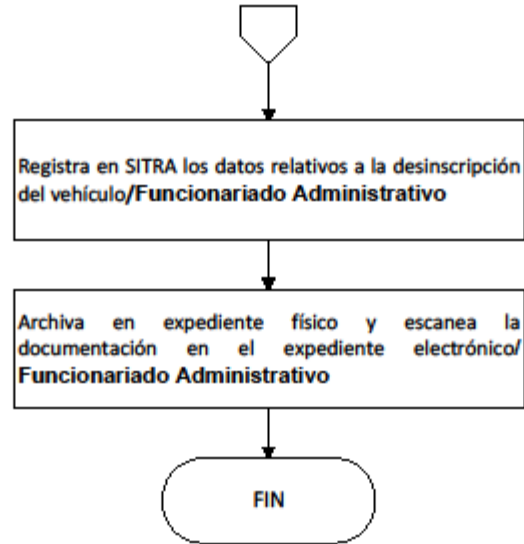 Registra en SITRA los datos relativos a la desinscripción
del vehículo/Funcionariado Administrativo
Archiva en expediente físico y escanea la
documentación en el expediente electrónico/
Funcionariado Administrativo
FIN